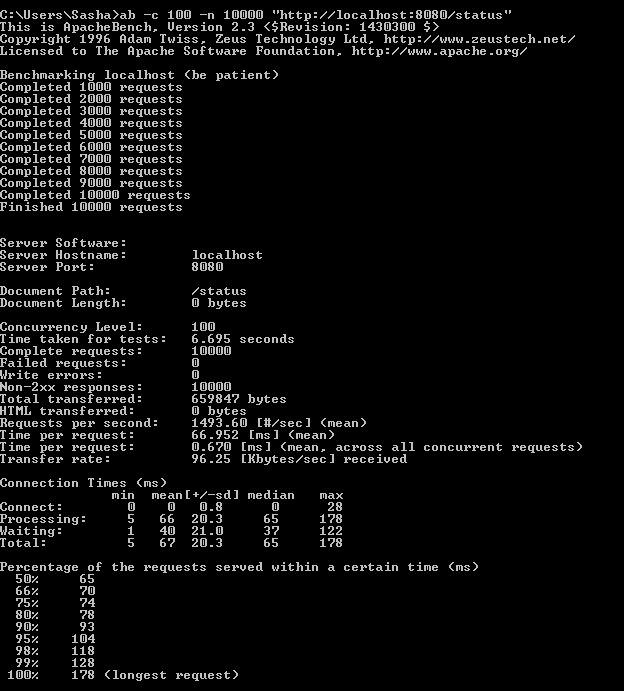 C:\Users\Sasha>ab -c 100 -n 10000 "http://localhost:8080/status"
This is ApacheBench, Version 2.3 <$Revision: 1430300 $>
Copyright 1996 Adam Twiss, Zeus Technology Ltd, http://www.zeustech.net/
Licensed to The Apache Software Foundation, http://www.apache.org/

Benchmarking localhost (be patient)
Completed 1000 requests
Completed 2000 requests
Completed 3000 requests
Completed 4000 requests
Completed 5000 requests
Completed 6000 requests
Completed 7000 requests
Completed 8000 requests
Completed 9000 requests
Completed 10000 requests
Finished 10000 requests


Server Software:
Server Hostname:        localhost
Server Port:            8080

Document Path:          /status
Document Length:        0 bytes

Concurrency Level:      100
Time taken for tests:   6.695 seconds
Complete requests:      10000
Failed requests:        0
Write errors:           0
Non-2xx responses:      10000
Total transferred:      659847 bytes
HTML transferred:       0 bytes
Requests per second:    1493.60 [#/sec] (mean)
Time per request:       66.952 [ms] (mean)
Time per request:       0.670 [ms] (mean, across all concurrent requests)
Transfer rate:          96.25 [Kbytes/sec] received

Connection Times (ms)
              min  mean[+/-sd] median   max
Connect:        0    0   0.8      0      28
Processing:     5   66  20.3     65     178
Waiting:        1   40  21.0     37     122
Total:          5   67  20.3     65     178

Percentage of the requests served within a certain time (ms)
  50%     65
  66%     70
  75%     74
  80%     78
  90%     93
  95%    104
  98%    118
  99%    128
 100%    178 (longest request)